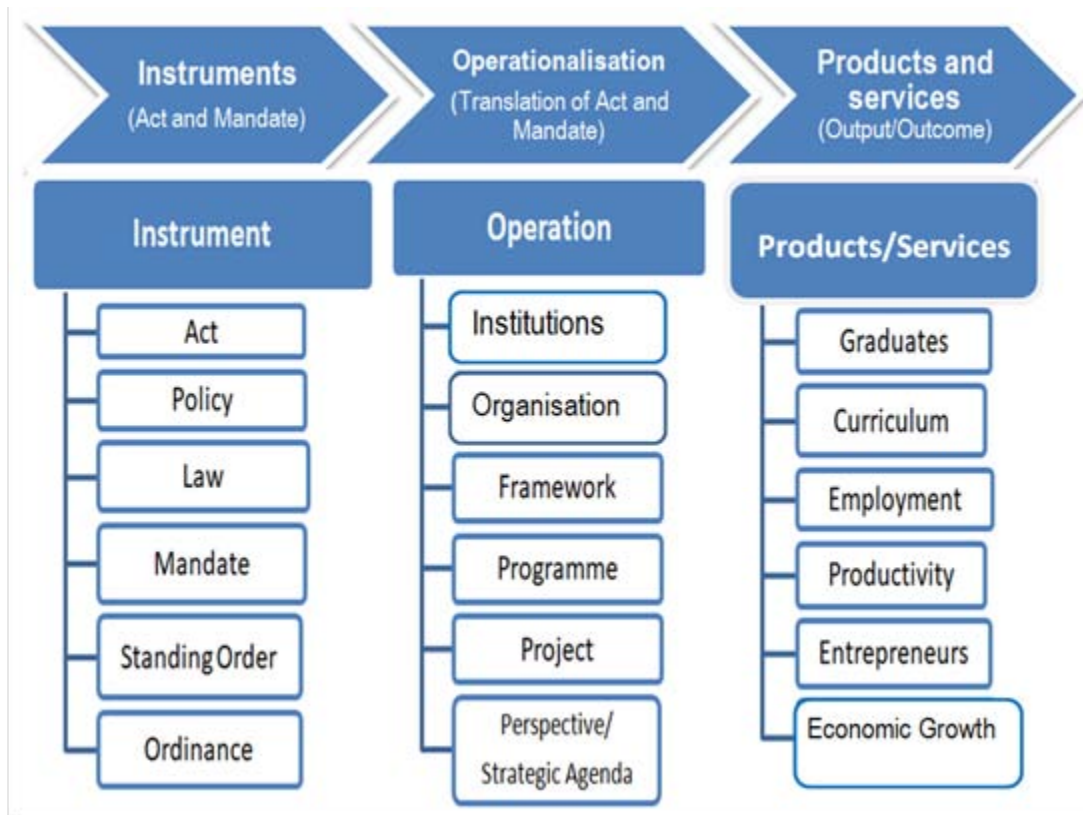 Instruments
(Act and Mandate)
Operationalisation
(Translation of Act and
Mandate)
Products and
services
(Output/Outcome)
Instrument
Act
Policy
Law
Mandate
Standing Order
Ordinance
Operation
Institutions
Organisation
Framework
Programme
Project
Perspective/
Strategic Agenda
Products/Services
Graduates
Curriculum
Employment
Productivity
Entrepreneurs
Economic Growth